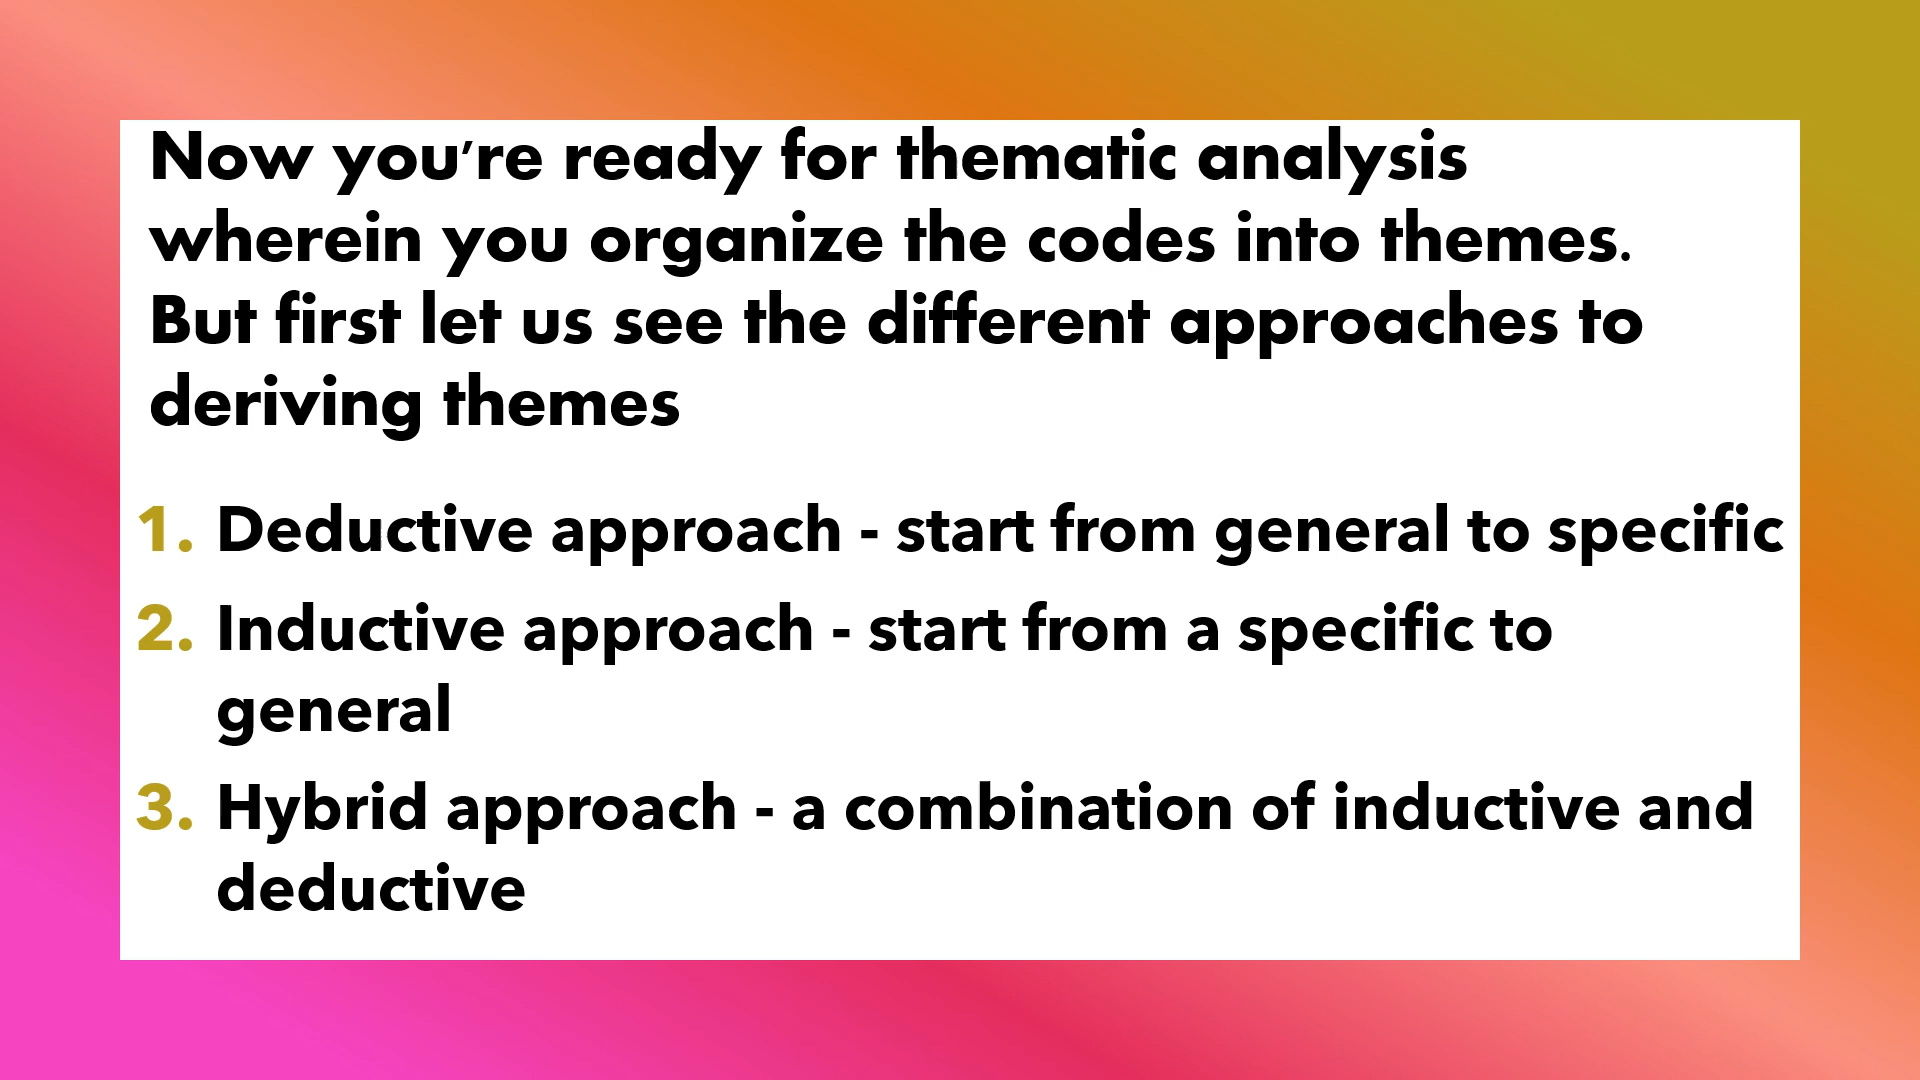 Now you're ready for thematic analysis
wherein you organize the codes into themes.
But first let us see the different approaches to
deriving themes
1. Deductive approach - start from general to specific
2. Inductive approach - start from a specific to
general
3. Hybrid approach - a combination of inductive and
deductive